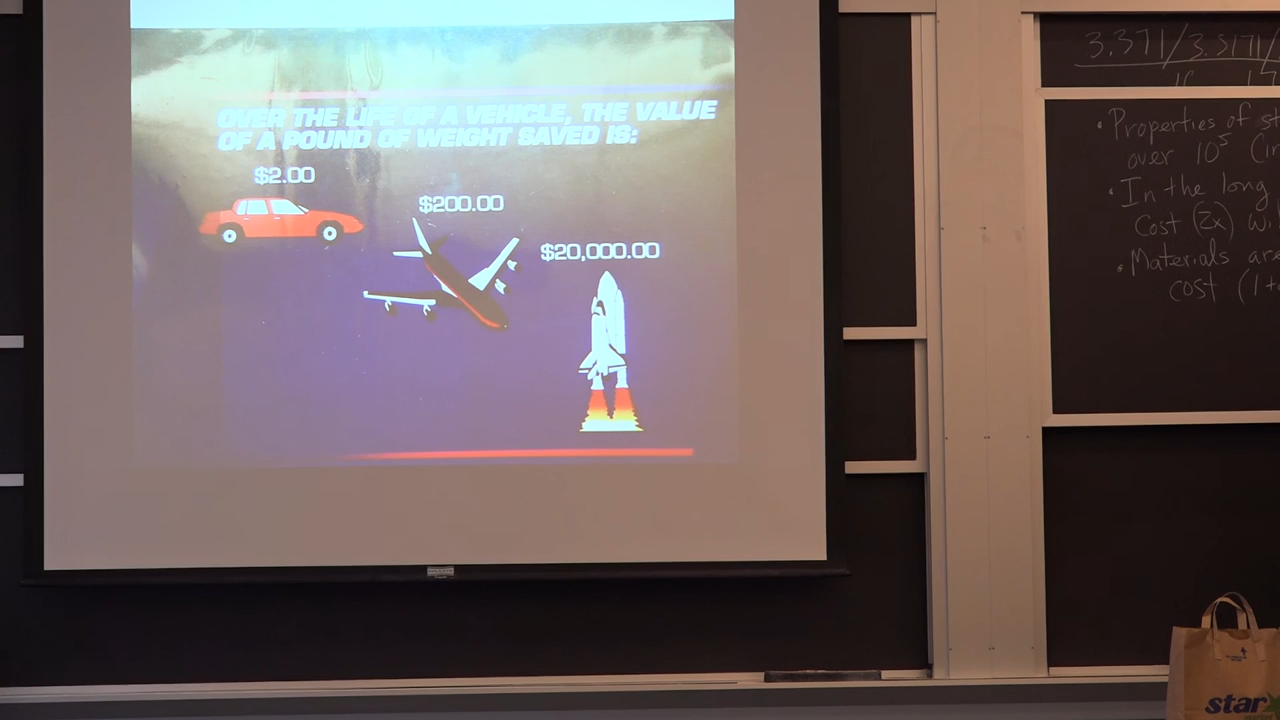 OVER THE LIFE OF A VEHICLE, THE VALUE
OF A POUND OF WEIGHT SAVED IS:
$2.00
$200.00
$20,000.00
3.371/3.5171/
• Properties of st
over 10⁵ (in
• In the long
Cost (2x) wi
• Materials are
cost (1+
star